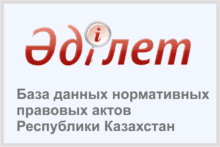 Әділет
База данных нормативных
правовых актов
Республики Казахстан